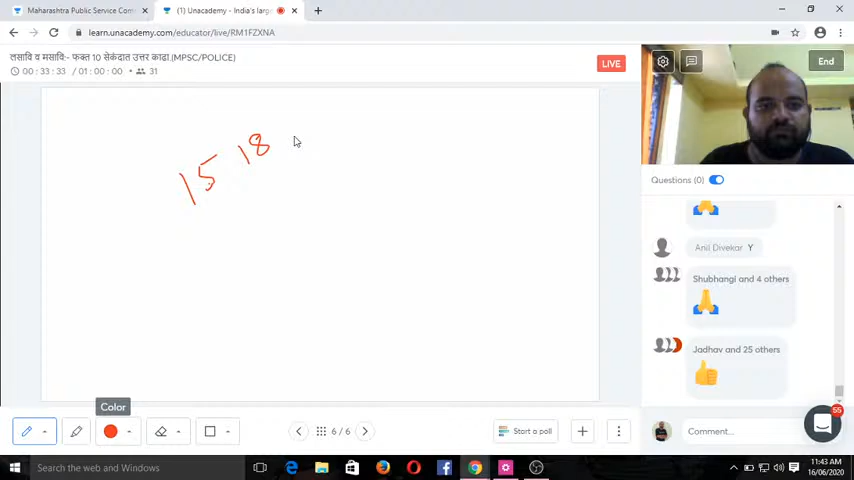 Maharashtra Public Service Com
(1) Unacademy - India's larg
learn.unacademy.com/educator/live/RM1FZXNA
लसावि व मसावि:- फक्त 10 सेकंदात उत्तर काढा.(MPSC/POLICE)
00 : 33 : 33 / 01 : 00 : 00 • 31
LIVE
End
15 18
Questions (0)
Anil Divekar Y
Shubhangi and 4 others
Jadhav and 25 others
Color
6 / 6
Start a poll
Comment...
55
Search the web and Windows
11:43 AM
16/06/2020